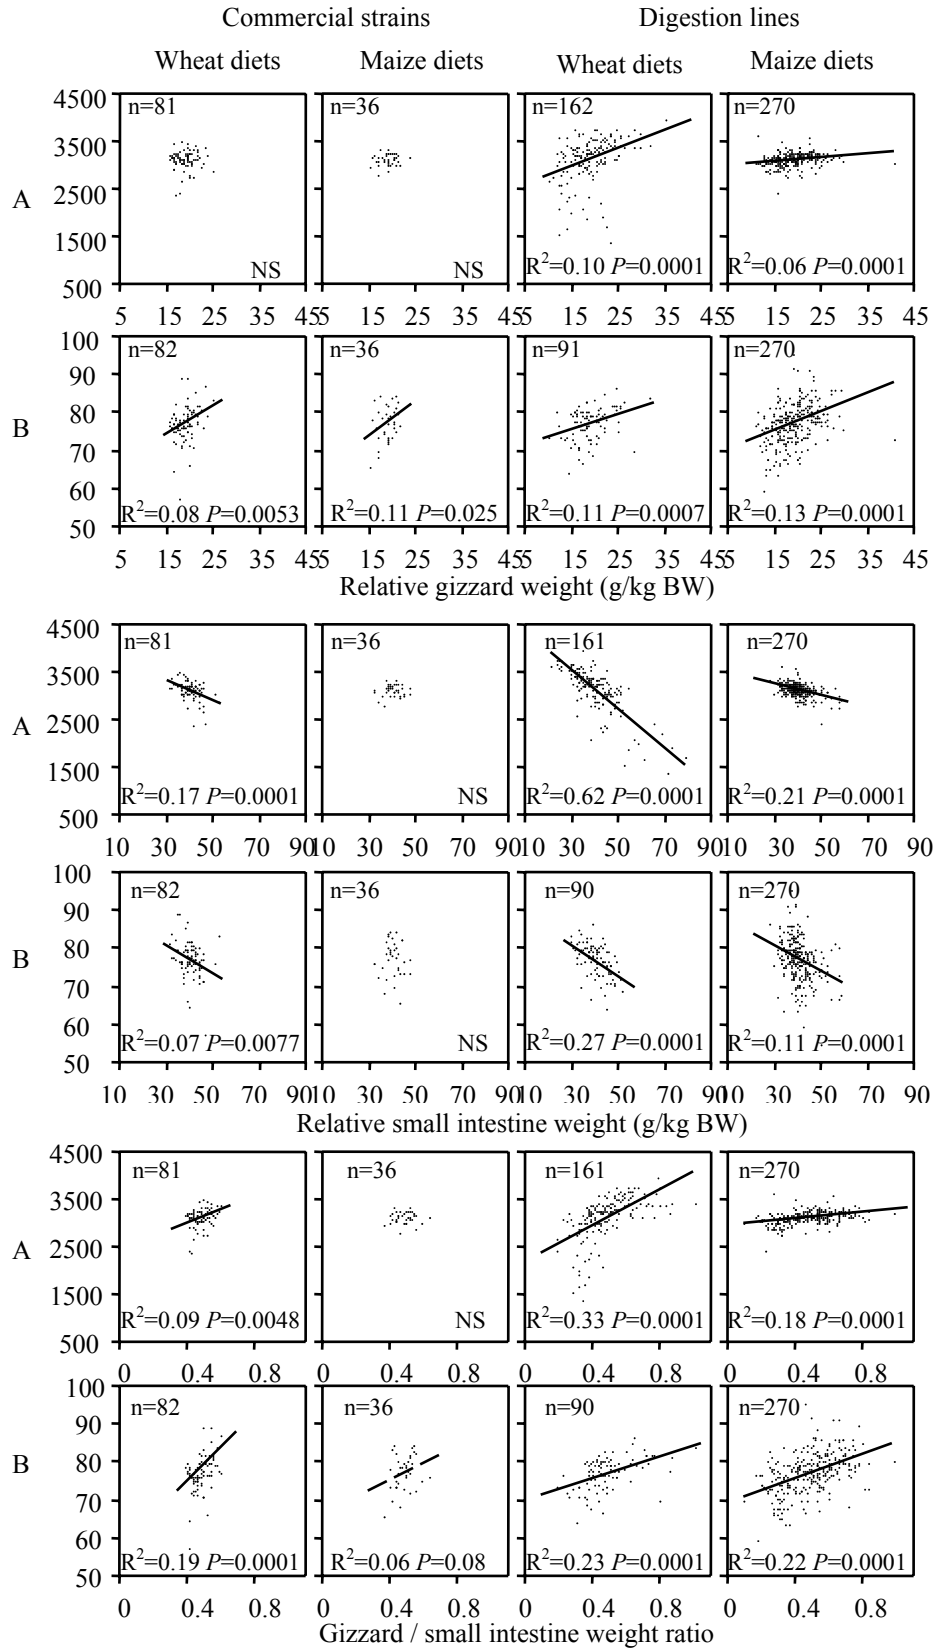 Commercial strains Digestion lines
Wheat diets Maize diets Wheat diets Maize diets
4500 n=81 n=36 n=162 n=270
3500
A 2500
1500
NS NS R²=0.10 P=0.0001 R²=0.06 P=0.0001
500
5 15 25 35 45 5 15 25 35 45 5 15 25 35 45 5 15 25 35 45
100 n=82 n=36 n=91 n=270
90
80
B
70
60
R²=0.08 P=0.0053 R²=0.11 P=0.025 R²=0.11 P=0.0007 R²=0.13 P=0.0001
50
5 15 25 35 45 5 15 25 35 45 5 15 25 35 45 5 15 25 35 45
Relative gizzard weight (g/kg BW)
4500 n=81 n=36 n=161 n=270
3500
A 2500
1500
R²=0.17 P=0.0001 NS R²=0.62 P=0.0001 R²=0.21 P=0.0001
500
10 30 50 70 90 10 30 50 70 90 10 30 50 70 90 10 30 50 70 90
100 n=82 n=36 n=90 n=270
90
80
B
70
60
R²=0.07 P=0.0077 NS R²=0.27 P=0.0001 R²=0.11 P=0.0001
50
10 30 50 70 90 10 30 50 70 90 10 30 50 70 90 10 30 50 70 90
Relative small intestine weight (g/kg BW)
4500 n=81 n=36 n=161 n=270
3500
A 2500
1500
R²=0.09 P=0.0048 NS R²=0.33 P=0.0001 R²=0.18 P=0.0001
500
0 0.4 0.8 0 0.4 0.8 0 0.4 0.8 0 0.4 0.8
100 n=82 n=36 n=90 n=270
90
80
B
70
60
R²=0.19 P=0.0001 R²=0.06 P=0.08 R²=0.23 P=0.0001 R²=0.22 P=0.0001
50
0 0.4 0.8 0 0.4 0.8 0 0.4 0.8 0 0.4 0.8
Gizzard / small intestine weight ratio